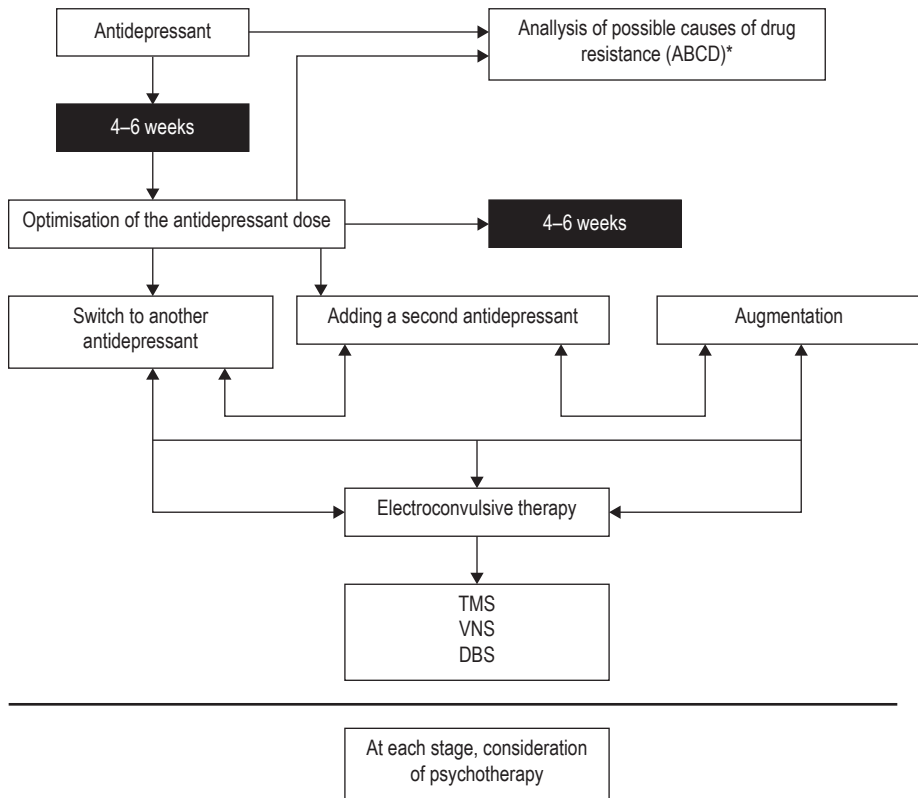 Antidepressant
Anallysis of possible causes of drug
resistance (ABCD)*
4–6 weeks
Optimisation of the antidepressant dose
4–6 weeks
Switch to another
antidepressant
Adding a second antidepressant
Augmentation
Electroconvulsive therapy
TMS
VNS
DBS
At each stage, consideration
of psychotherapy